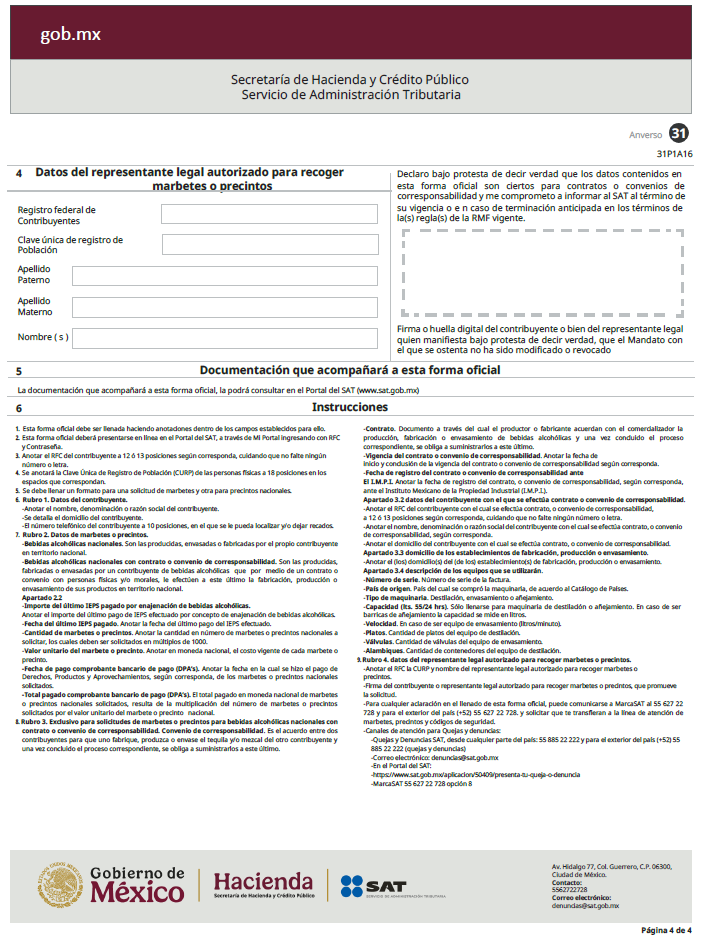 gob.mx
Secretaría de Hacienda y Crédito Público
Servicio de Administración Tributaria
Anverso 31
31P1A16
4 Datos del representante legal autorizado para recoger
marbetes o precintos
Registro federal de
Contribuyentes
Clave única de registro de
Población
Apellido
Paterno
Apellido
Materno
Nombre ( s )
Declaro bajo protesta de decir verdad que los datos contenidos en
esta forma oficial son ciertos para contratos o convenios de
corresponsabilidad y me comprometo a informar al SAT al término de
su vigencia o e n caso de terminación anticipada en los términos de
la(s) regla(s) de la RMF vigente.
Firma o huella digital del contribuyente o bien del representante legal
quien manifiesta bajo protesta de decir verdad, que el Mandato con
el que se ostenta no ha sido modificado o revocado
5 Documentación que acompañará a esta forma oficial
La documentación que acompañará a esta forma oficial, la podrá consultar en el Portal del SAT (www.sat.gob.mx)
6 Instrucciones
1. Esta forma oficial debe ser llenada haciendo anotaciones dentro de los campos establecidos para ello.
2. Esta forma oficial deberá presentarse en línea en el Portal del SAT, a través de Mi Portal ingresando con RFC
y Contraseña.
3. Anotar el RFC del contribuyente a 12 ó 13 posiciones según corresponda, cuidando que no falte ningún
número o letra.
4. Se anotará la Clave Única de Registro de Población (CURP) de las personas físicas a 18 posiciones en los
espacios que correspondan.
5. Se debe llenar un formato para una solicitud de marbetes y otra para precintos nacionales.
6. Rubro 1. Datos del contribuyente.
-Anotar el nombre, denominación o razón social del contribuyente.
-Se detalla el domicilio del contribuyente.
-El número telefónico del contribuyente a 10 posiciones, en el que se le pueda localizar y/o dejar recados.
7. Rubro 2. Datos de marbetes o precintos.
-Bebidas alcohólicas nacionales. Son las producidas, envasadas o fabricadas por el propio contribuyente
en territorio nacional.
-Bebidas alcohólicas nacionales con contrato o convenio de corresponsabilidad. Son las producidas,
fabricadas o envasadas por un contribuyente de bebidas alcohólicas que por medio de un contrato o
convenio con personas físicas y/o morales, le efectúen a este último la fabricación, producción o
envasamiento de sus productos en territorio nacional.
Apartado 2.2
-Importe del último IEPS pagado por enajenación de bebidas alcohólicas.
Anotar el importe del último pago de IEPS efectuado por concepto de enajenación de bebidas alcohólicas.
-Fecha del último IEPS pagado. Anotar la fecha del último pago del IEPS efectuado.
-Cantidad de marbetes o precintos. Anotar la cantidad en número de marbetes o precintos nacionales a
solicitar, los cuales deben ser solicitados en múltiplos de 1000.
-Valor unitario del marbete o precinto. Anotar en moneda nacional, el costo vigente de cada marbete o
precinto.
-Fecha de pago comprobante bancario de pago (DPA's). Anotar la fecha en la cual se hizo el pago de
Derechos, Productos y Aprovechamientos, según corresponda, de los marbetes o precintos nacionales
solicitados.
-Total pagado comprobante bancario de pago (DPA's). El total pagado en moneda nacional de marbetes
o precintos nacionales solicitados, resulta de la multiplicación del número de marbetes o precintos
solicitados por el valor unitario del marbete o precinto nacional.
8. Rubro 3. Exclusivo para solicitudes de marbetes o precintos para bebidas alcohólicas nacionales con
contrato o convenio de corresponsabilidad. Convenio de corresponsabilidad. Es el acuerdo entre dos
contribuyentes para que uno fabrique, produzca o envase el tequila y/o mezcal del otro contribuyente y
una vez concluido el proceso correspondiente, se obliga a suministrarlos a este último.
-Contrato. Documento a través del cual el productor o fabricante acuerdan con el comercializador la
producción, fabricación o envasamiento de bebidas alcohólicas y una vez concluido el proceso
correspondiente, se obliga a suministrarlos a este último.
-Vigencia del contrato o convenio de corresponsabilidad. Anotar la fecha de
inicio y conclusión de la vigencia del contrato o convenio de corresponsabilidad según corresponda.
-Fecha de registro del contrato o convenio de corresponsabilidad ante
El I.M.P.I. Anotar la fecha de registro del contrato, o convenio de corresponsabilidad, según corresponda,
ante el Instituto Mexicano de la Propiedad Industrial (I.M.P.I.).
Apartado 3.2 datos del contribuyente con el que se efectúa contrato o convenio de corresponsabilidad.
-Anotar el RFC del contribuyente con el cual se efectúa contrato, o convenio de corresponsabilidad,
a 12 ó 13 posiciones según corresponda, cuidando que no falte ningún número o letra.
-Anotar el nombre, denominación o razón social del contribuyente con el cual se efectúa contrato, o convenio
de corresponsabilidad, según corresponda.
-Anotar el domicilio del contribuyente con el cual se efectúa contrato, o convenio de corresponsabilidad.
Apartado 3.3 domicilio de los establecimientos de fabricación, producción o envasamiento.
-Anotar el (los) domicilio(s) del (de los) establecimiento(s) de fabricación, producción o envasamiento.
Apartado 3.4 descripción de los equipos que se utilizarán.
-Número de serie. Número de serie de la factura.
-País de origen. País del cual se compró la maquinaria, de acuerdo al Catálogo de Países.
-Tipo de maquinaria. Destilación, envasamiento o añejamiento.
-Capacidad (lts. 55/24 hrs). Sólo llenarse para maquinaria de destilación o añejamiento. En caso de ser
barricas de añejamiento la capacidad se mide en litros.
-Velocidad. En caso de ser equipo de envasamiento (litros/minuto).
-Platos. Cantidad de platos del equipo de destilación.
-Válvulas. Cantidad de válvulas del equipo de envasamiento.
-Alambiques. Cantidad de contenedores del equipo de destilación.
9. Rubro 4. datos del representante legal autorizado para recoger marbetes o precintos.
-Anotar el RFC la CURP y nombre del representante legal autorizado para recoger marbetes o
precintos.
-Firma del contribuyente o representante legal autorizado para recoger marbetes o precintos, que promueve
la solicitud.
-Para cualquier aclaración en el llenado de esta forma oficial, puede comunicarse a MarcaSAT al 55 627 22
728 y para el exterior del país (+52) 55 627 22 728. y solicitar que te transfieran a la línea de atención de
marbetes, precintos y códigos de seguridad.
-Canales de atención para Quejas y denuncias:
-Quejas y Denuncias SAT, desde cualquier parte del país: 55 885 22 222 y para el exterior del país (+52) 55
885 22 222 (quejas y denuncias)
-Correo electrónico: denuncias@sat.gob.mx
-En el Portal del SAT:
-https://www.sat.gob.mx/aplicacion/50409/presenta-tu-queja-o-denuncia
-MarcaSAT 55 627 22 728 opción 8
Gobierno de
México
Hacienda
Secretaría de Hacienda y Crédito Público
SAT
SERVICIO DE ADMINISTRACIÓN TRIBUTARIA
Av. Hidalgo 77, Col. Guerrero, C.P. 06300,
Ciudad de México.
Contacto:
5562722728
Correo electrónico:
denuncias@sat.gob.mx
Página 4 de 4